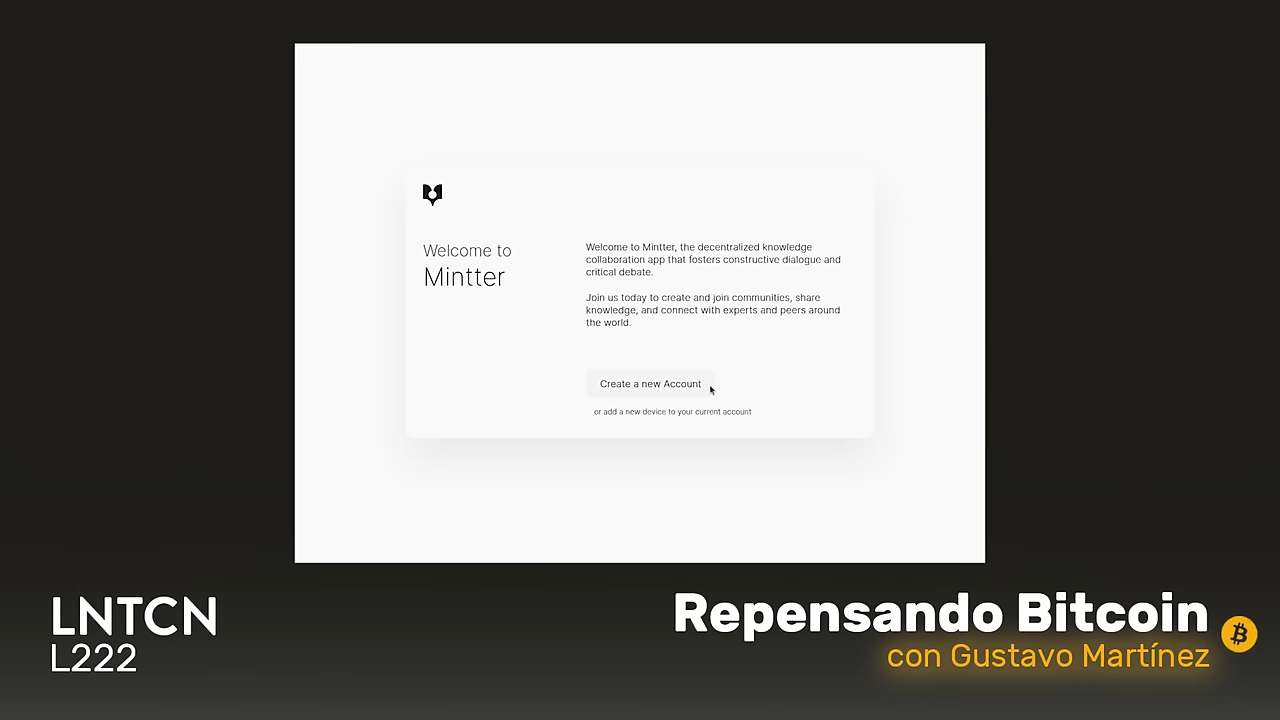 Welcome to
Mintter
Welcome to Mintter, the decentralized knowledge
collaboration app that fosters constructive dialogue and
critical debate.
Join us today to create and join communities, share
knowledge, and connect with experts and peers around
the world.
Create a new Account
or add a new device to your current account
LNTCN
L222
Repensando Bitcoin
con Gustavo Martínez